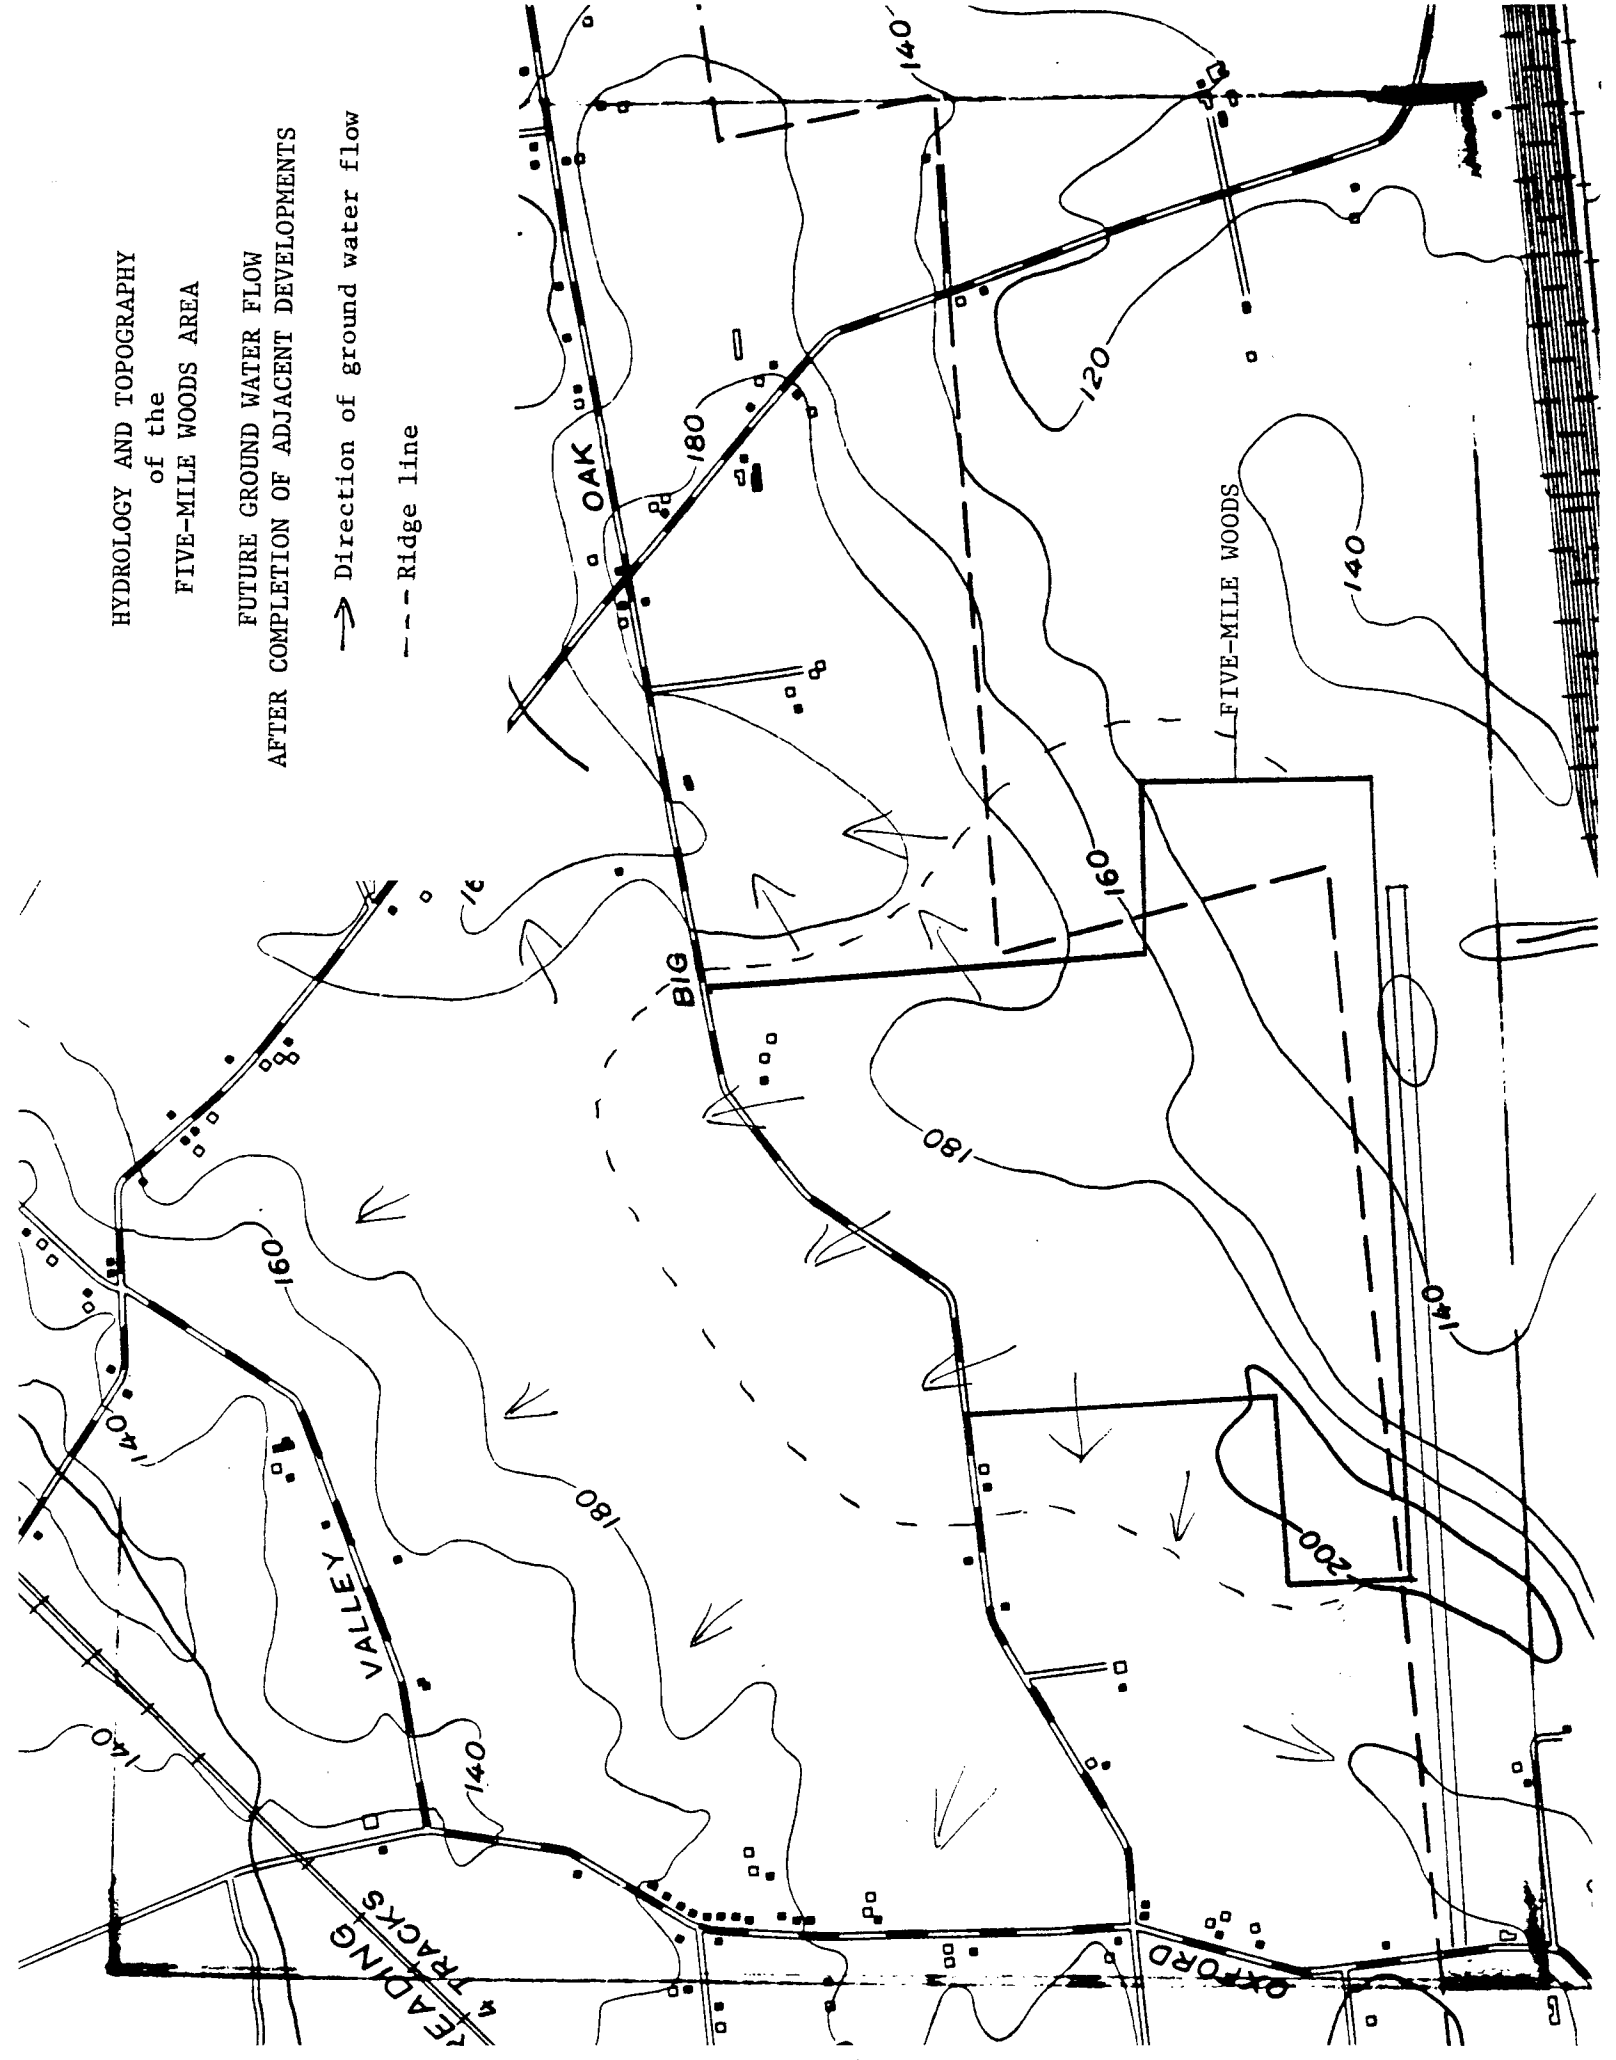 HYDROLOGY AND TOPOGRAPHY
of the
FIVE-MILE WOODS AREA
FUTURE GROUND WATER FLOW
AFTER COMPLETION OF ADJACENT DEVELOPMENTS
Direction of ground water flow
Ridge line
140
OAK
180
120
FIVE-MILE WOODS
140
160
BIG
180
160
140
180
140
200
VALLEY
140
140
READING
4 TRACKS
OXFORD